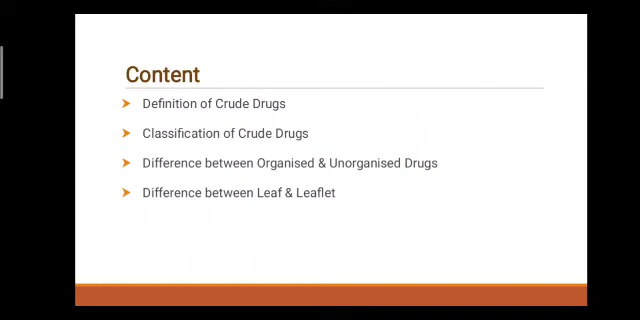 Content
Definition of Crude Drugs
Classification of Crude Drugs
Difference between Organised & Unorganised Drugs
Difference between Leaf & Leaflet